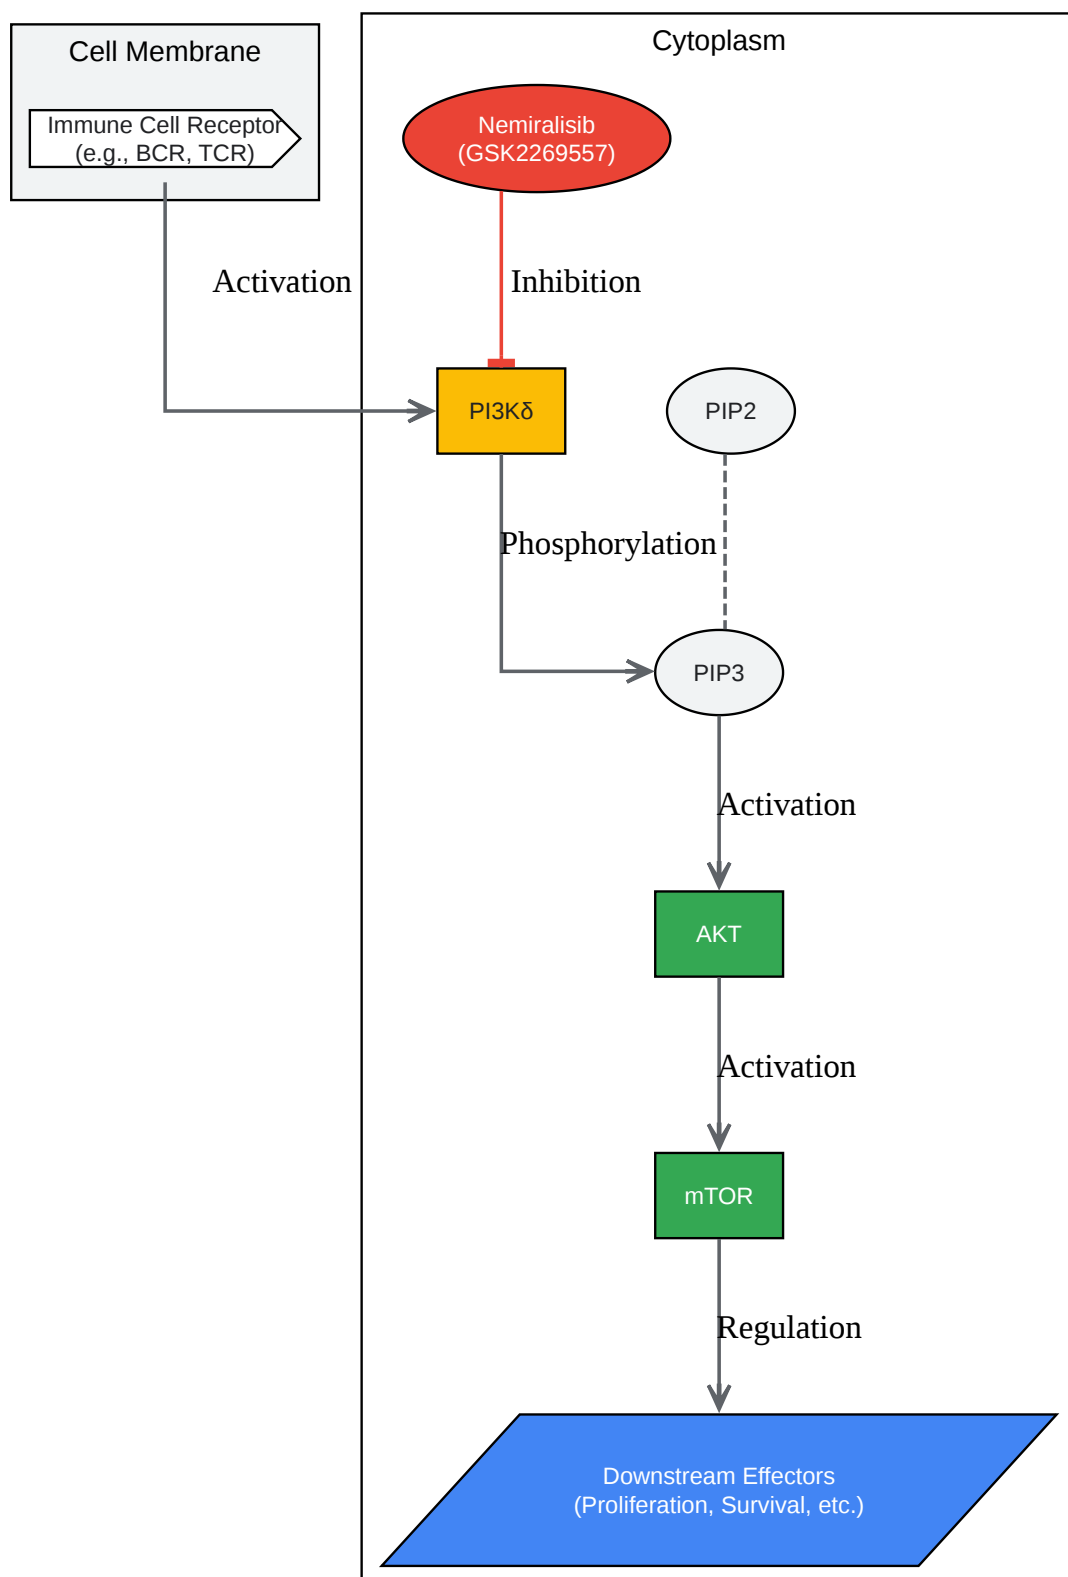 Cell Membrane
Immune Cell Receptor
(e.g., BCR, TCR)
Cytoplasm
Nemiralisib
(GSK2269557)
Activation
Inhibition
PI3Kδ
PIP2
Phosphorylation
PIP3
Activation
AKT
Activation
mTOR
Regulation
Downstream Effectors
(Proliferation, Survival, etc.)